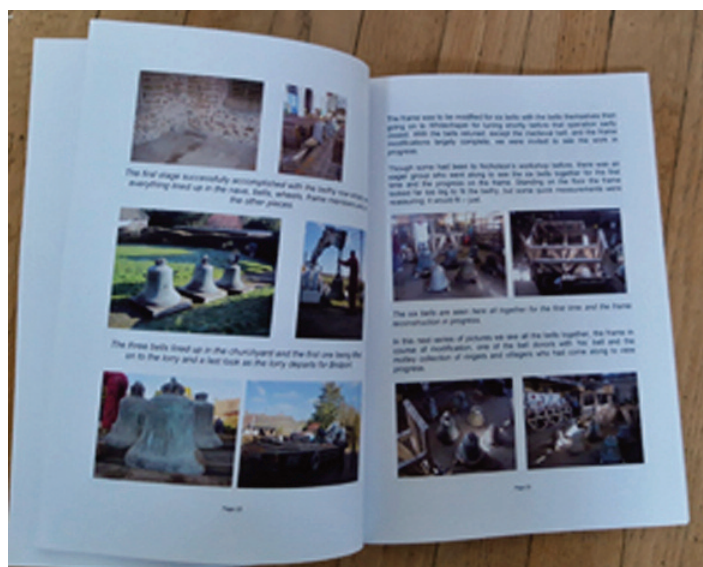 The first stage successfully accomplished with the belfry now
everything lined up in the nave, bells, wheels, frame members
the other pieces.
The three bells lined up in the churchyard and the first one being
on to the lorry and a last look as the lorry departs for
Page
The frame was to be modified for six bells with the bells themselves then
going on to Whitechapel for tuning shortly before that operation sadly
closed. With the bells returned, except the medieval bell, and the frame
modifications largely complete, we were invited to see the work in
progress.
Though some had been to Nicholson's workshop before, there was an
eager group who went along to see the six bells together for the first
time and the progress on the frame. Standing on the floor the frame
looked far too big to fit the belfry, but some quick measurements were
reassuring, it would fit – just.
The six bells are seen here all together for the first time and the frame
reconstruction in progress.
In this next series of pictures we see all the bells together, the frame in
course of modification, one of the bell donors with 'his' bell and the
motley collection of ringers and villagers who had come along to view
progress.
Page